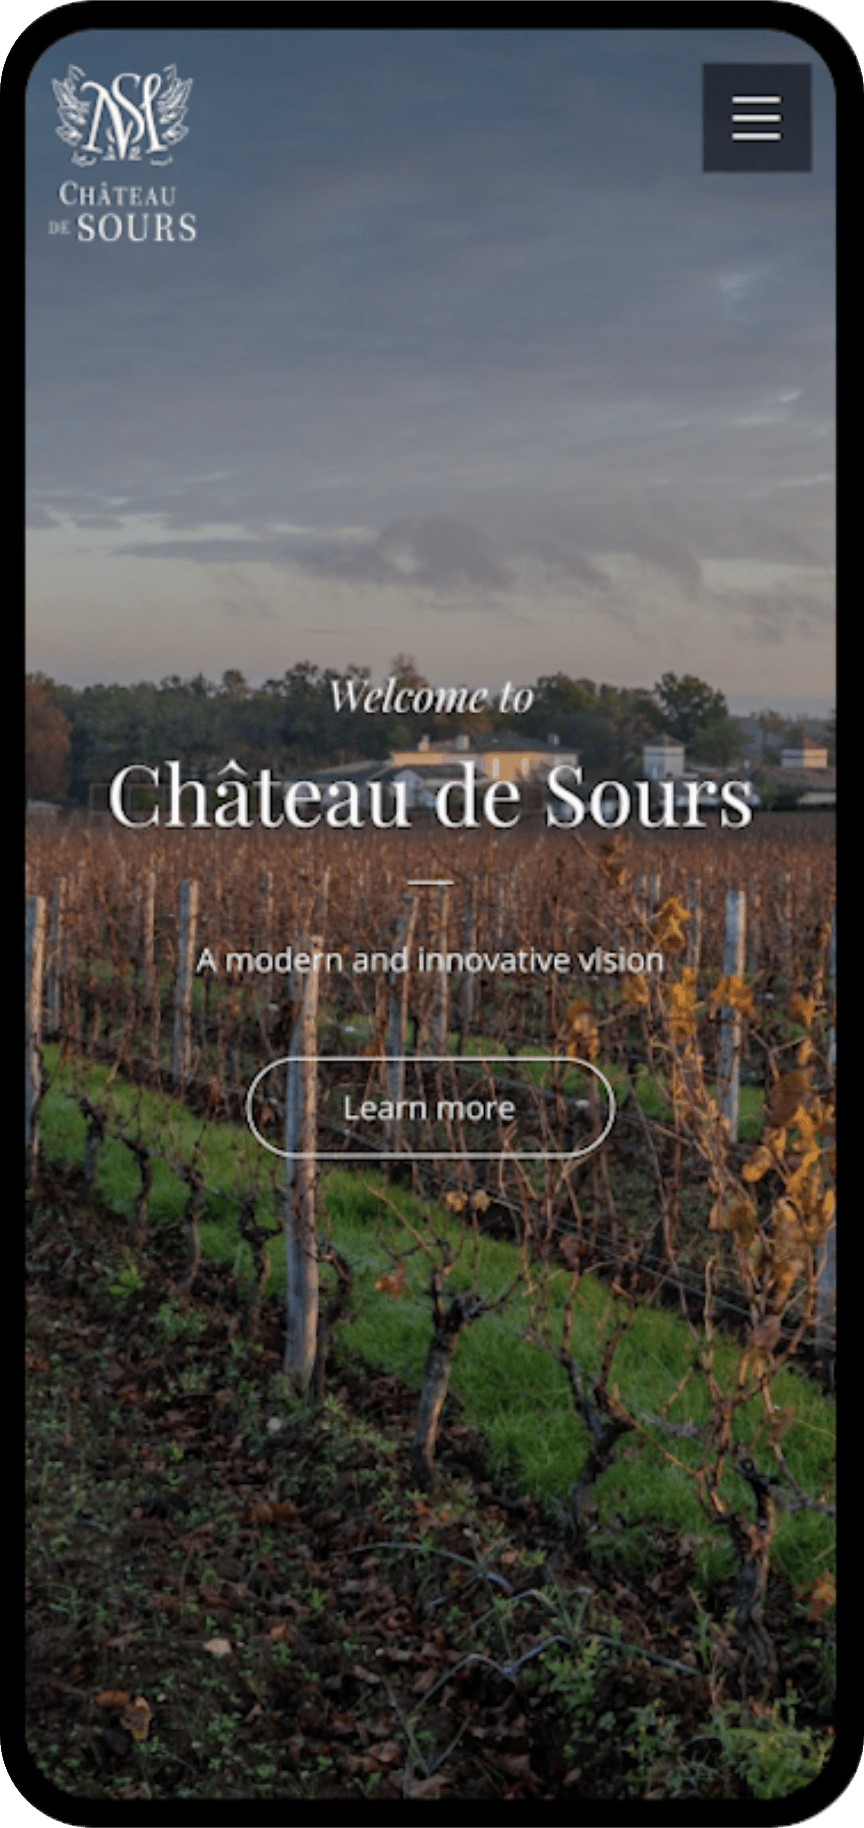 CHÂTEAU
DE SOURS
Welcome to
Château de Sours
A modern and innovative vision
Learn more